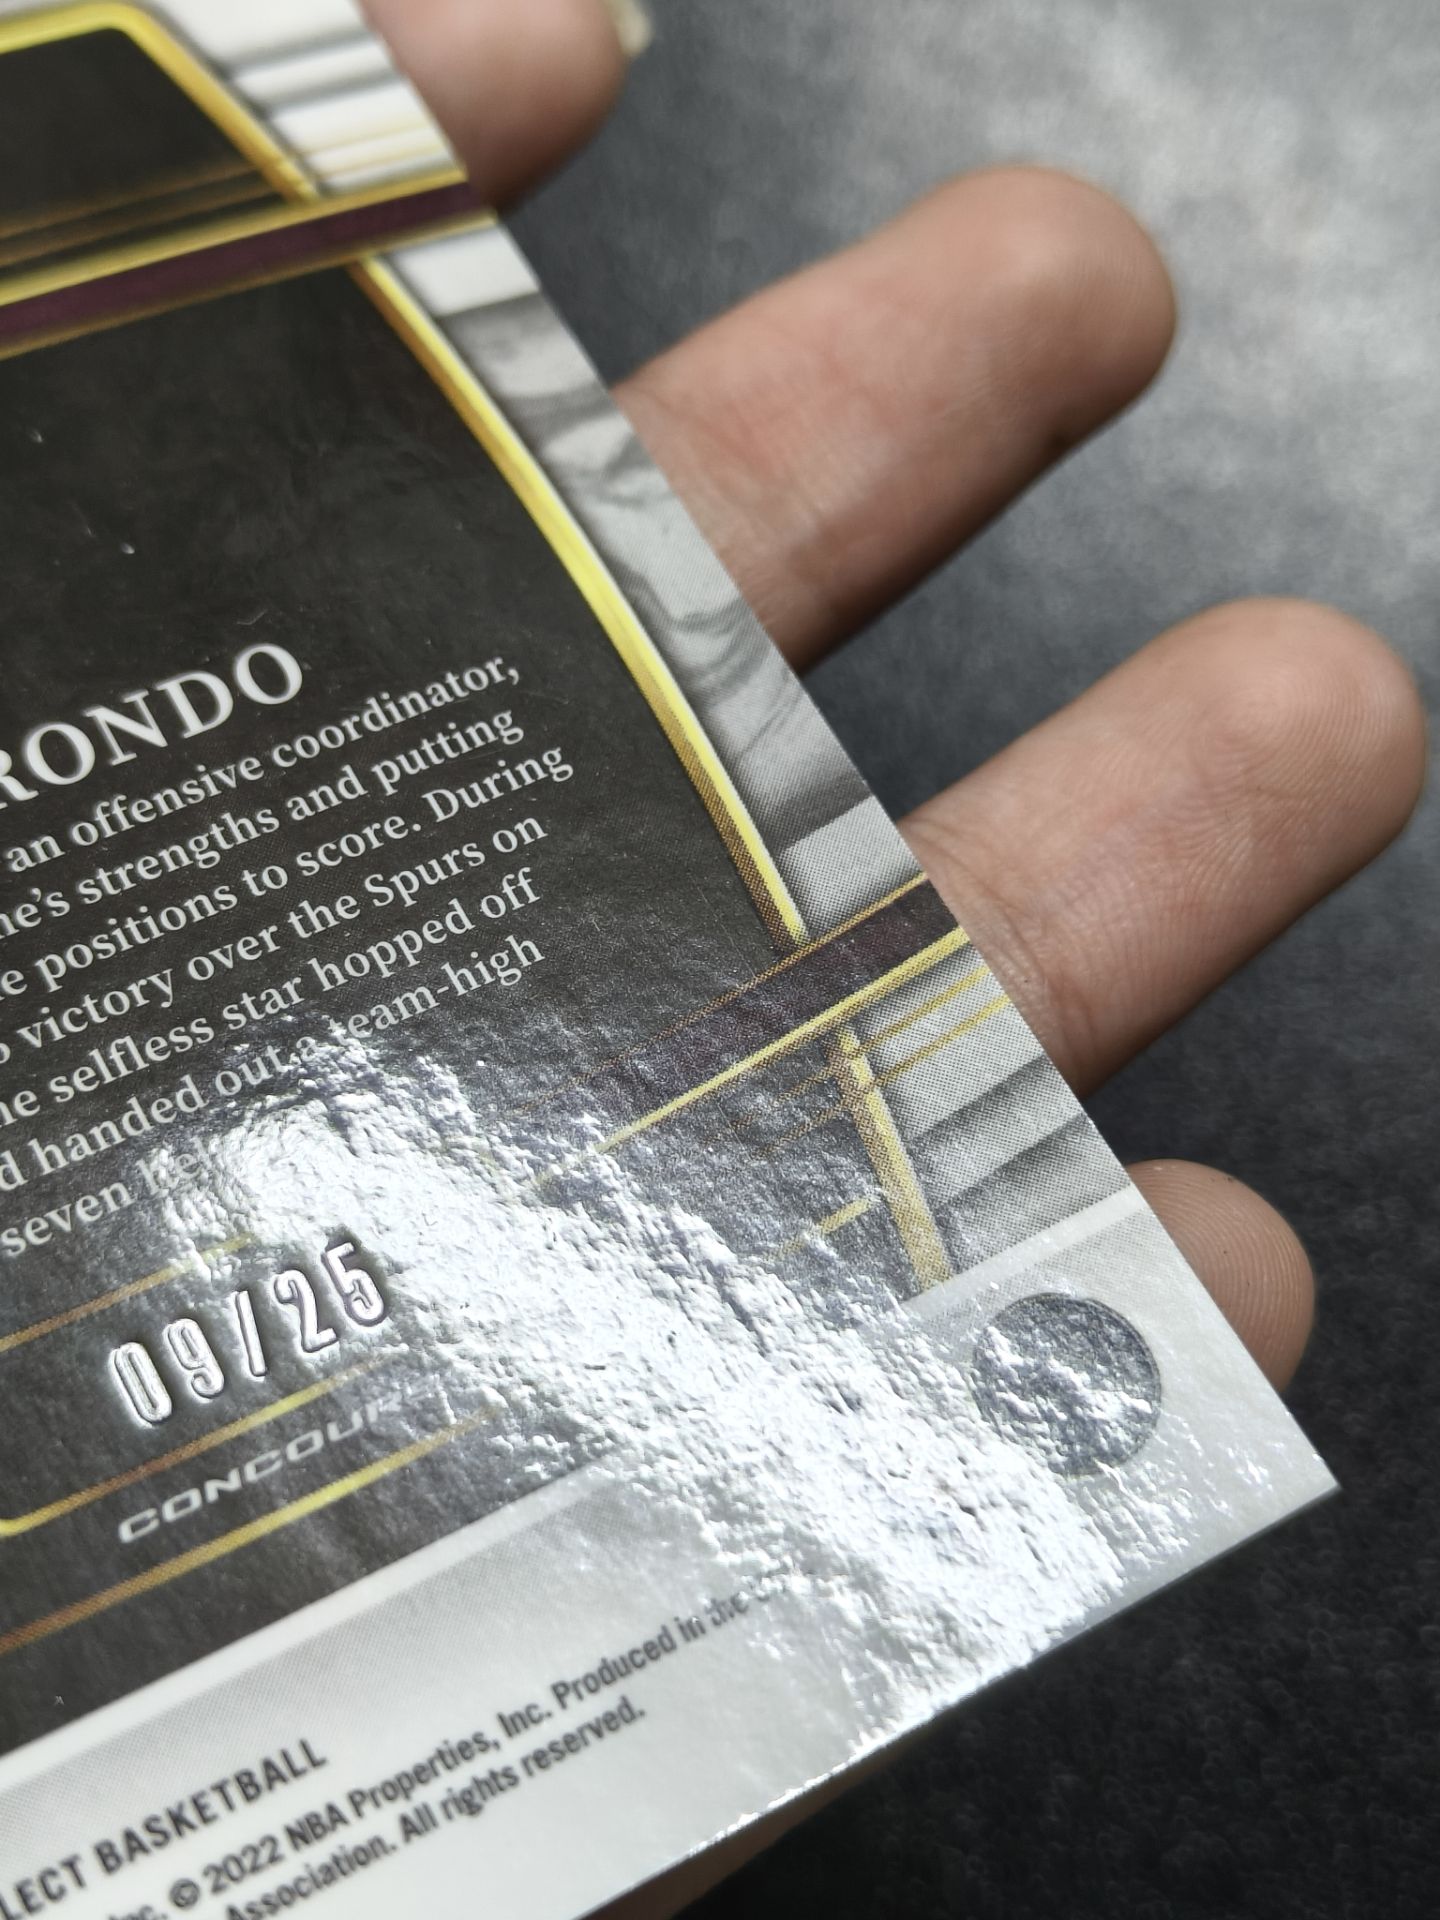 RONDO
an offensive coordinator,
strengths and putting
positions to score. During
victory over the Spurs on
selfless star hopped off
handed out a team-high
seven
09/25
CONCOURSE
BASKETBALL
© 2022 NBA Properties, Inc. Produced in the
Association. All rights reserved.